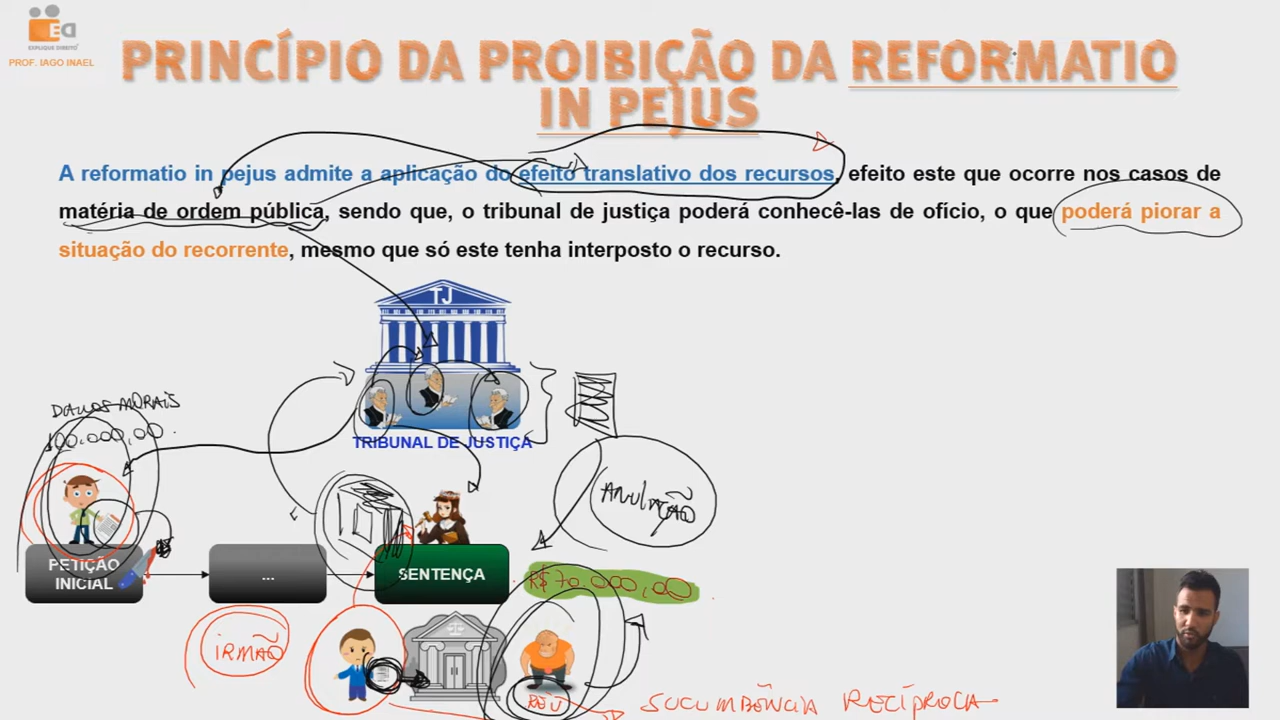 EXPLIQUE DIREITO
PROF. IAGO INAEL
PRINCÍPIO DA PROIBIÇÃO DA REFORMATIO
IN PEJUS
A reformatio in pejus admite a aplicação do efeito translativo dos recursos, efeito este que ocorre nos casos de
matéria de ordem pública, sendo que, o tribunal de justiça poderá conhecê-las de ofício, o que poderá piorar a
situação do recorrente, mesmo que só este tenha interposto o recurso.
TJ
TRIBUNAL DE JUSTIÇA
DANOS MORAIS
100.000,00
ANULAÇÃO
PETIÇÃO
INICIAL
...
SENTENÇA
R$ 70.000,00
IRMÃO
RÉU
SUCUMBÊNCIA RECÍPROCA